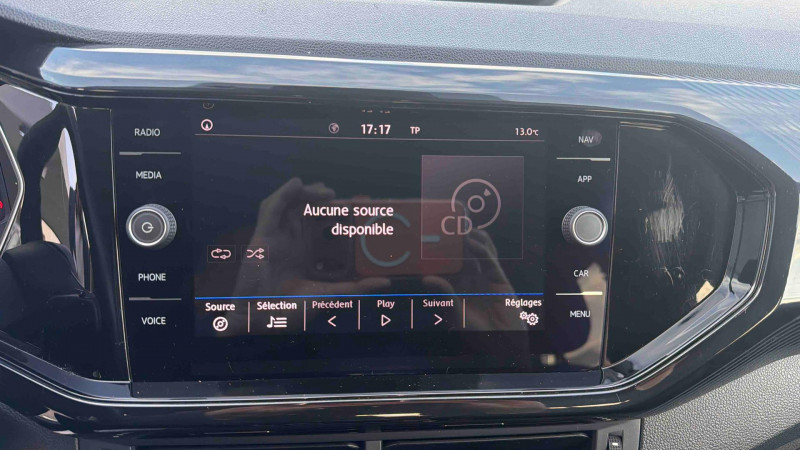 RADIO
MEDIA
PHONE
VOICE
17:17 TP 13.0°C
Aucune source
disponible
CD
Source Sélection Précédent Play Suivant Réglages
NAV
APP
CAR
MENU